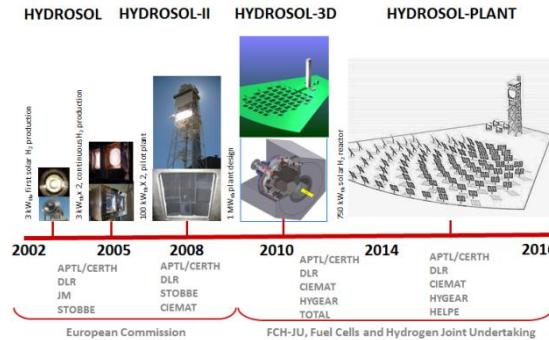 HYDROSOL HYDROSOL-II HYDROSOL-3D HYDROSOL-PLANT
3 kWth first solar H2 production
3 kWth X 2, continuous H2 production
100 kWth X 2, pilot plant
1 MWth plant design
750 kWth solar H2 reactor
2002 2005 2008 2010 2014 2016
APTL/CERTH
DLR
JM
STOBBE
APTL/CERTH
DLR
STOBBE
CIEMAT
APTL/CERTH
DLR
CIEMAT
HYGEAR
TOTAL
APTL/CERTH
DLR
CIEMAT
HYGEAR
HELPE
European Commission
FCH-JU, Fuel Cells and Hydrogen Joint Undertaking